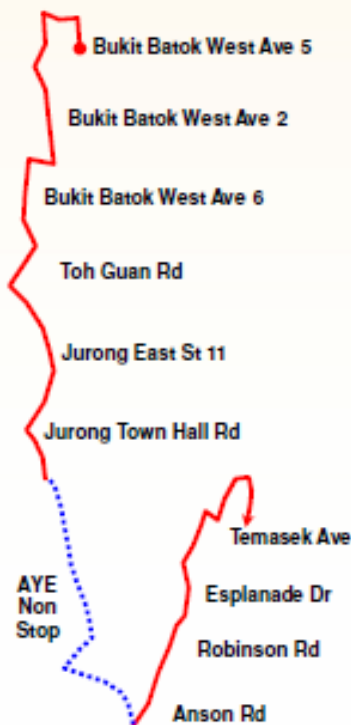 Bukit Batok West Ave 5
Bukit Batok West Ave 2
Bukit Batok West Ave 6
Toh Guan Rd
Jurong East St 11
Jurong Town Hall Rd
Temasek Ave
AYE
Non
Stop
Esplanade Dr
Robinson Rd
Anson Rd